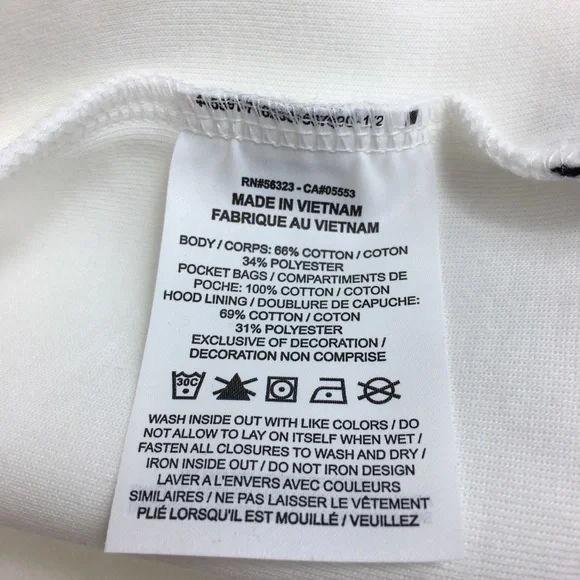 RN#56323 - CA#05553
MADE IN VIETNAM
FABRIQUE AU VIETNAM
BODY / CORPS: 66% COTTON / COTON
34% POLYESTER
POCKET BAGS / COMPARTIMENTS DE
POCHE: 100% COTTON / COTON
HOOD LINING / DOUBLURE DE CAPUCHE:
69% COTTON / COTON
31% POLYESTER
EXCLUSIVE OF DECORATION /
DECORATION NON COMPRISE
30C
WASH INSIDE OUT WITH LIKE COLORS / DO
NOT ALLOW TO LAY ON ITSELF WHEN WET /
FASTEN ALL CLOSURES TO WASH AND DRY /
IRON INSIDE OUT / DO NOT IRON DESIGN
LAVER A L'ENVERS AVEC COULEURS
SIMILAIRES / NE PAS LAISSER LE VÊTEMENT
PLIÉ LORSQU'IL EST MOUILLÉ / VEUILLEZ